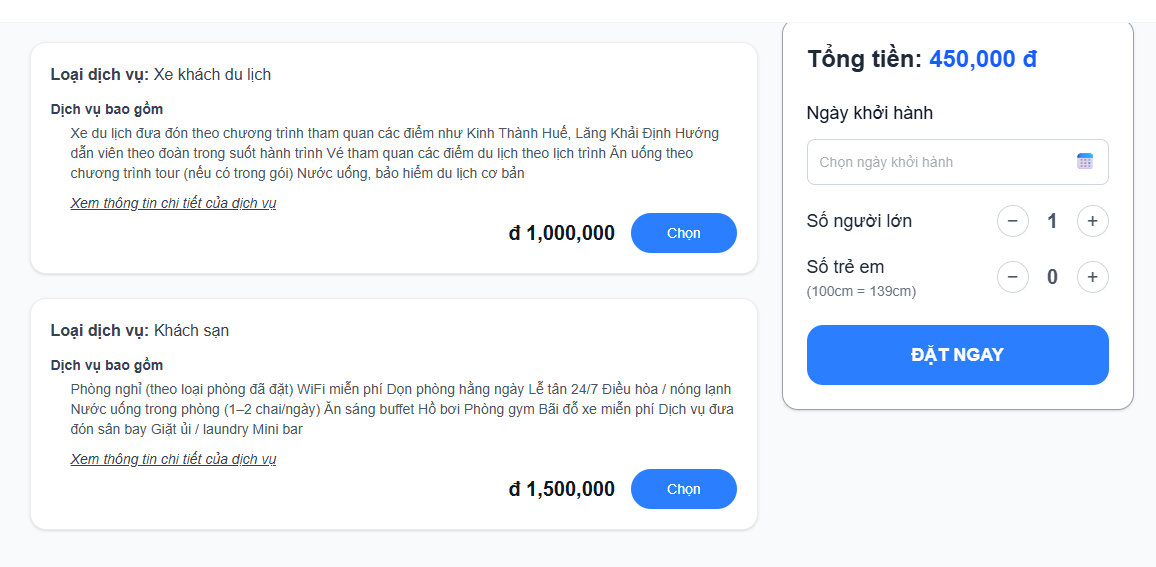 Loại dịch vụ: Xe khách du lịch
Dịch vụ bao gồm
Xe du lịch đưa đón theo chương trình tham quan các điểm như Kinh Thành Huế, Lăng Khải Định Hướng
dẫn viên theo đoàn trong suốt hành trình Vé tham quan các điểm du lịch theo lịch trình Ăn uống theo
chương trình tour (nếu có trong gói) Nước uống, bảo hiểm du lịch cơ bản
Xem thông tin chi tiết của dịch vụ
đ 1,000,000
Chọn
Loại dịch vụ: Khách sạn
Dịch vụ bao gồm
Phòng nghỉ (theo loại phòng đã đặt) WiFi miễn phí Dọn phòng hằng ngày Lễ tân 24/7 Điều hòa / nóng lạnh
Nước uống trong phòng (1–2 chai/ngày) Ăn sáng buffet Hồ bơi Phòng gym Bãi đỗ xe miễn phí Dịch vụ đưa
đón sân bay Giặt ủi / laundry Mini bar
Xem thông tin chi tiết của dịch vụ
đ 1,500,000
Chọn
Tổng tiền: 450,000 đ
Ngày khởi hành
Chọn ngày khởi hành
Số người lớn
− 1 +
Số trẻ em
− 0 +
(100cm = 139cm)
ĐẶT NGAY